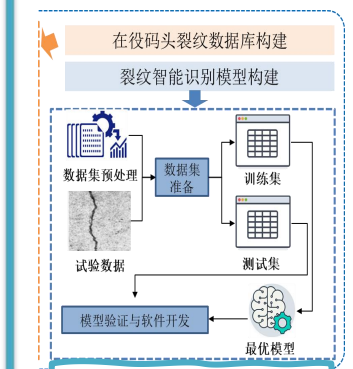 在役码头裂纹数据库构建
裂纹智能识别模型构建
数据集预处理
数据集
准备
训练集
试验数据
测试集
模型验证与软件开发
最优模型